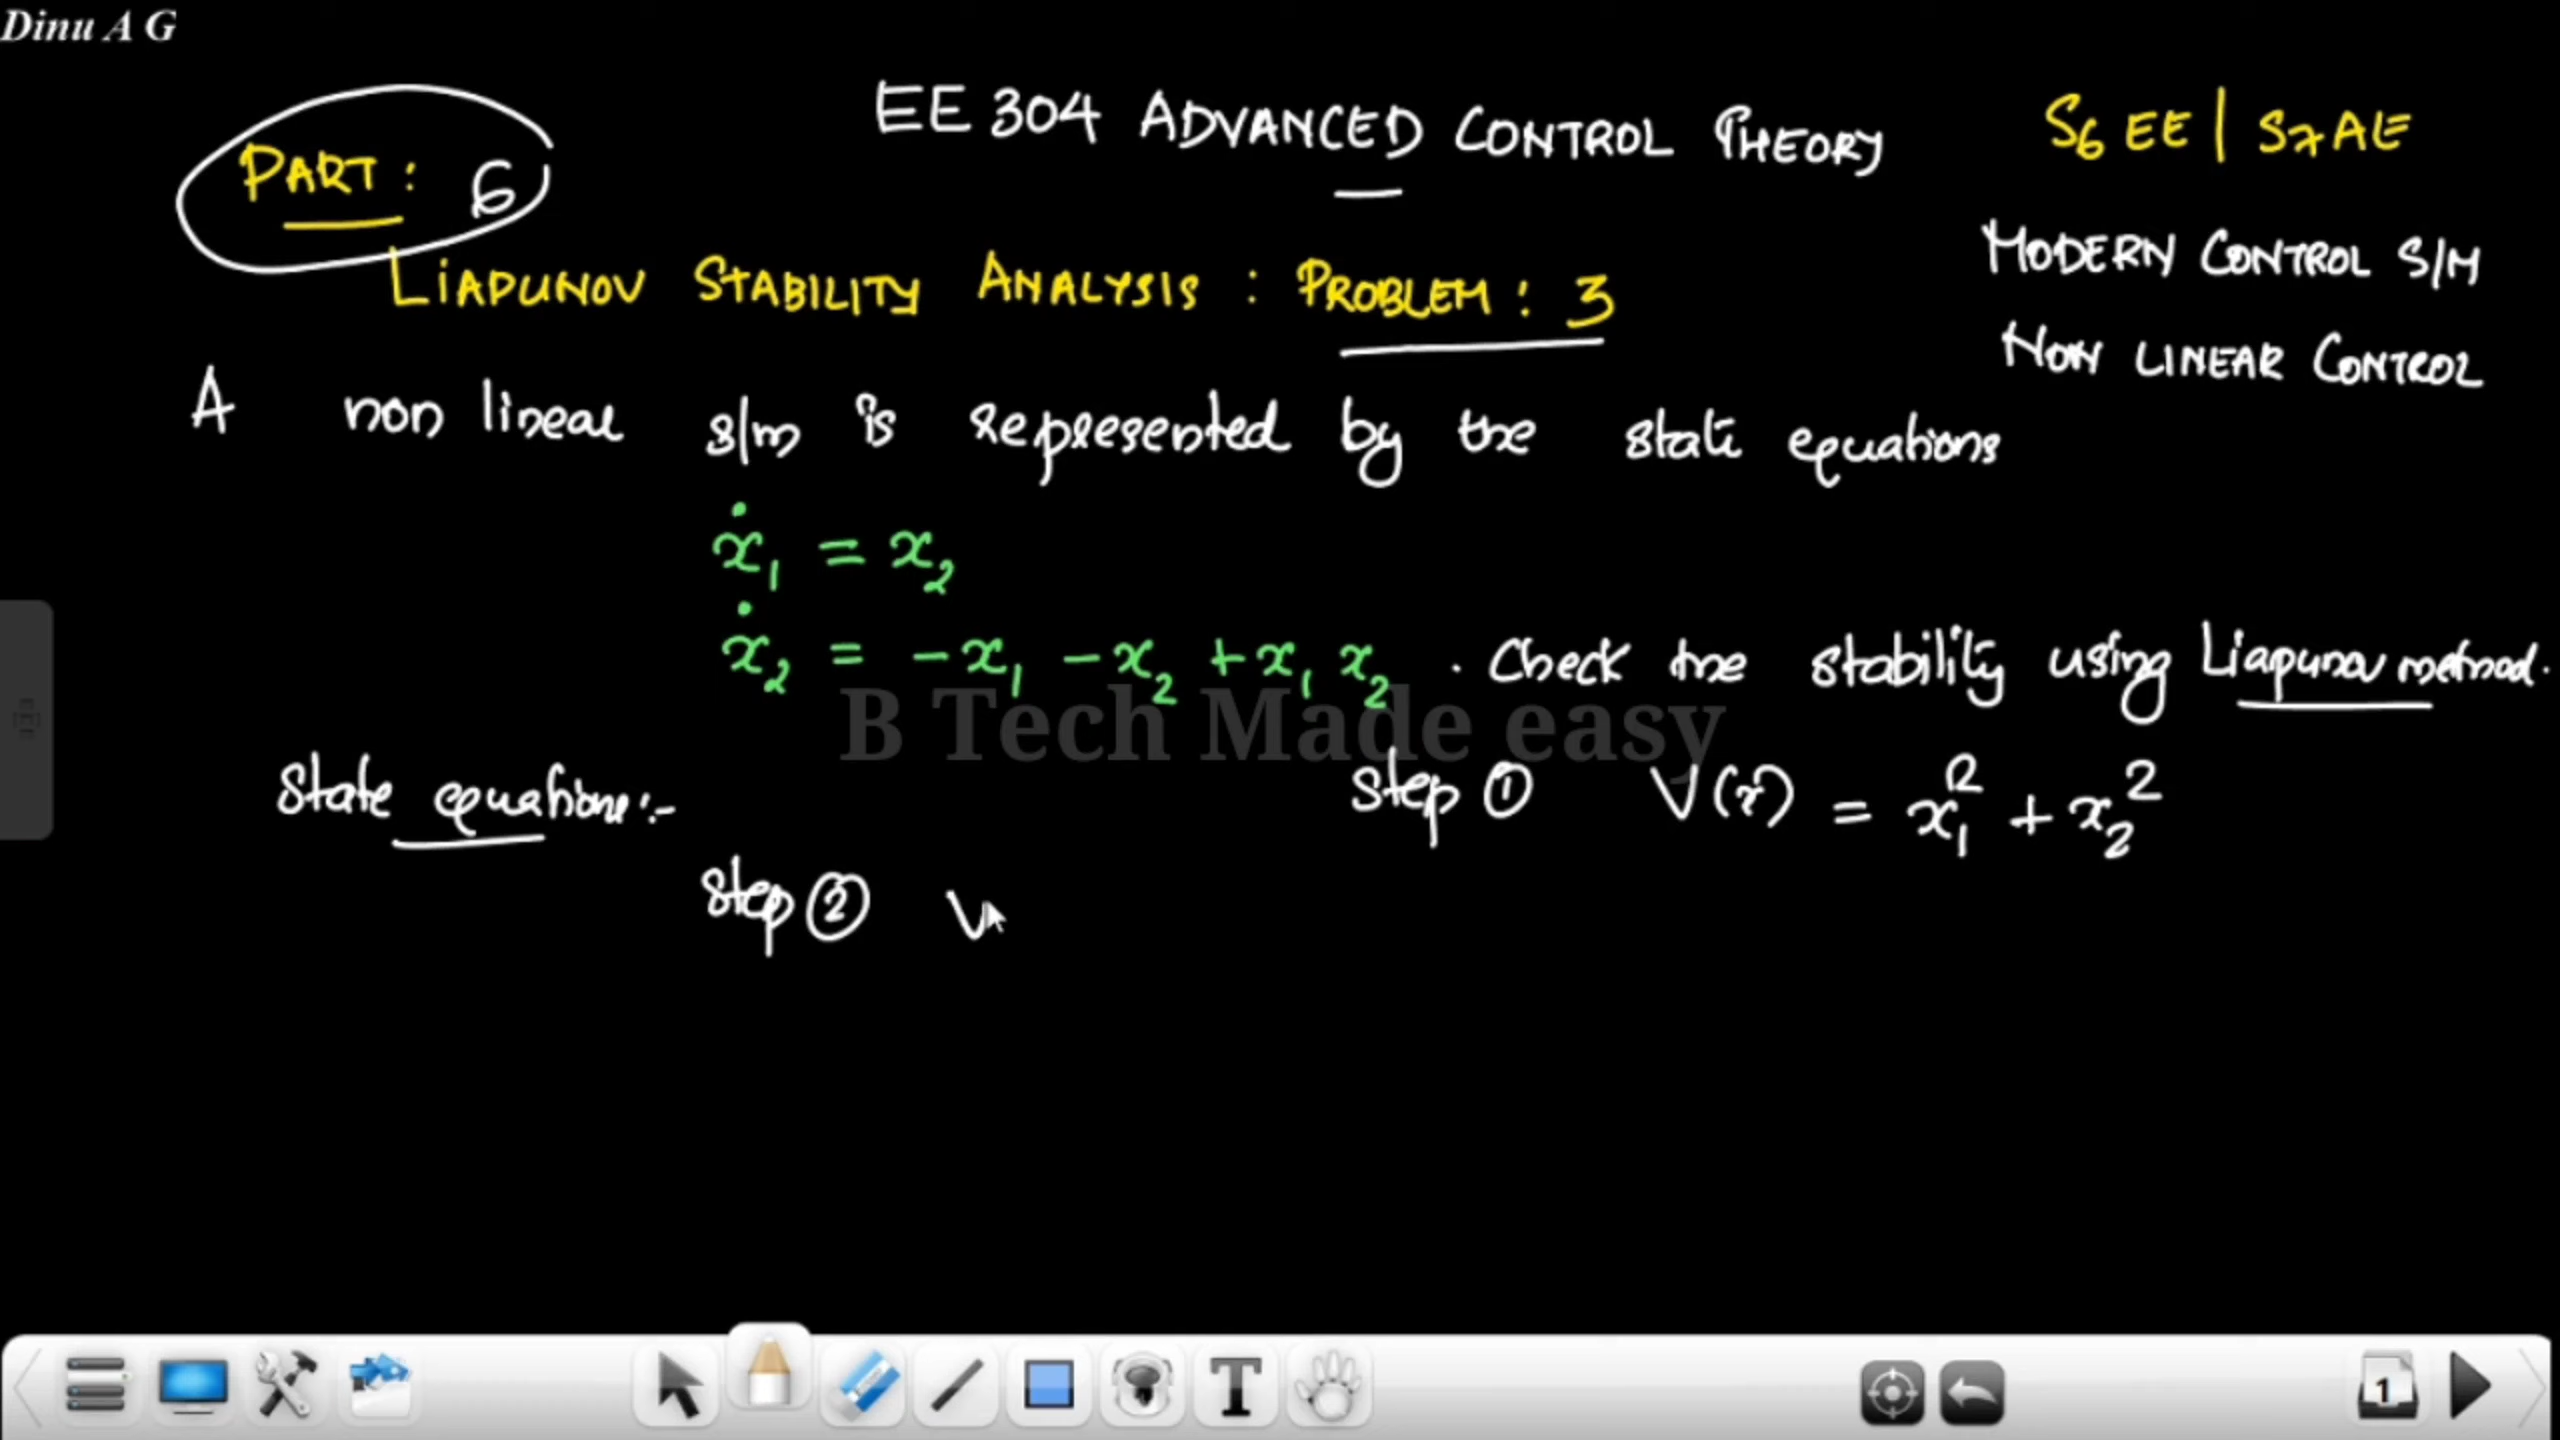 Dinu A G
EE 304 ADVANCED CONTROL THEORY
S6 EE | S7 AE
PART : 6
MODERN CONTROL S/M
LIAPUNOV STABILITY ANALYSIS : PROBLEM : 3
NON LINEAR CONTROL
A non linear s/m is represented by the state equations
ẋ₁ = x₂
ẋ₂ = -x₁ -x₂ +x₁ x₂ . Check the stability using Liapunov method.
B Tech Made easy
State equations:- Step ① V(x) = x₁² + x₂²
Step ② V
T
1